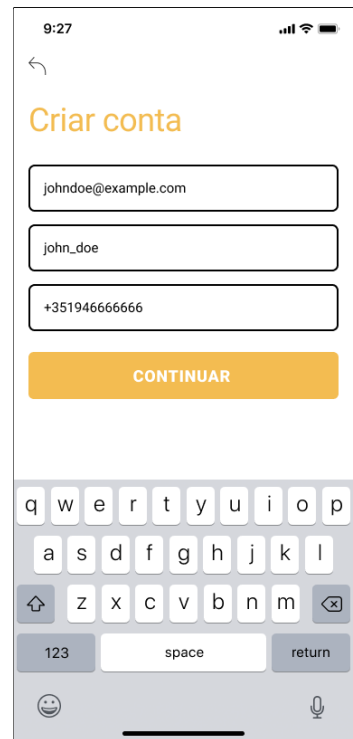 9:27
Criar conta
johndoe@example.com
john_doe
+351946666666
CONTINUAR
q w e r t y u i o p
a s d f g h j k l
z x c v b n m
123 space return